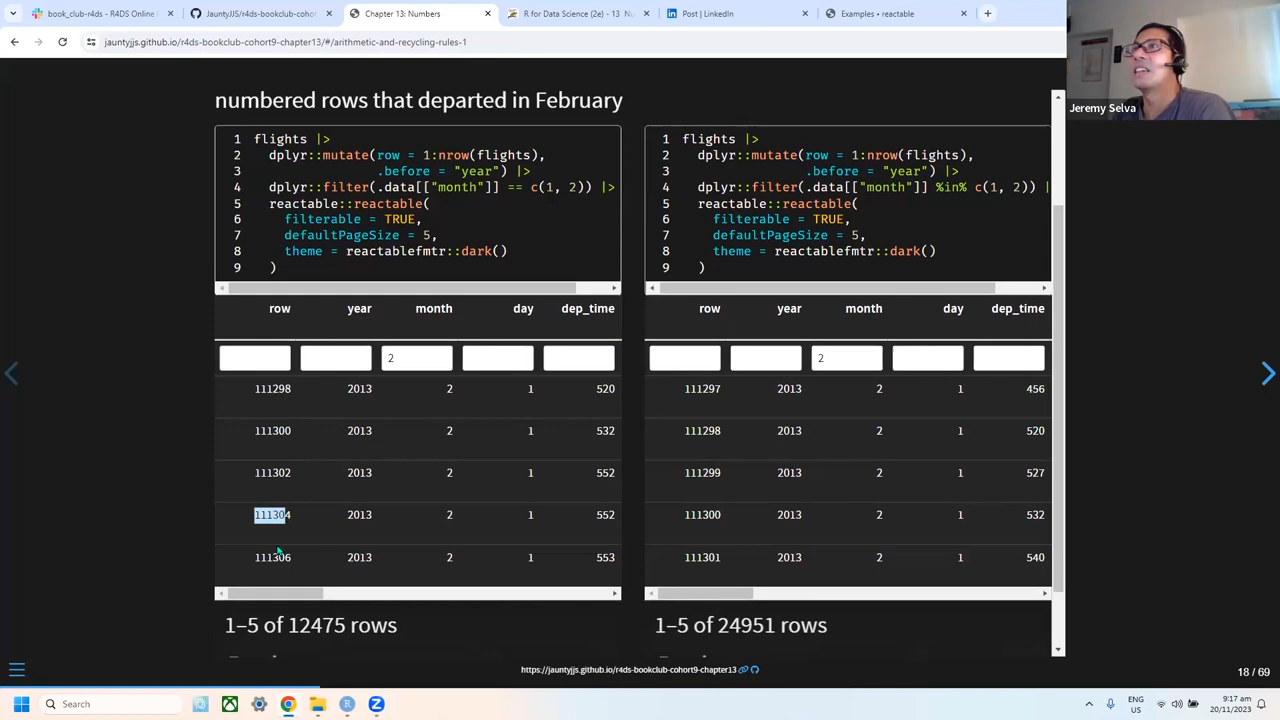 book_club-r4ds - R4DS Online
JauntyJJS/r4ds-bookclub-cohor
Chapter 13: Numbers
R for Data Science (2e) - 13 Nu
Post | LinkedIn
Examples – reactable
jauntyjjs.github.io/r4ds-bookclub-cohort9-chapter13/#/arithmetic-and-recycling-rules-1
Jeremy Selva
numbered rows that departed in February
1 flights |>
2 dplyr::mutate(row = 1:nrow(flights),
3 .before = "year") |>
4 dplyr::filter(.data[["month"]] == c(1, 2)) |>
5 reactable::reactable(
6 filterable = TRUE,
7 defaultPageSize = 5,
8 theme = reactablefmtr::dark()
9 )
row year month day dep_time
2
111298 2013 2 1 520
111300 2013 2 1 532
111302 2013 2 1 552
111304 2013 2 1 552
111306 2013 2 1 553
1–5 of 12475 rows
1 flights |>
2 dplyr::mutate(row = 1:nrow(flights),
3 .before = "year") |>
4 dplyr::filter(.data[["month"]] %in% c(1, 2)) |
5 reactable::reactable(
6 filterable = TRUE,
7 defaultPageSize = 5,
8 theme = reactablefmtr::dark()
9 )
row year month day dep_time
2
111297 2013 2 1 456
111298 2013 2 1 520
111299 2013 2 1 527
111300 2013 2 1 532
111301 2013 2 1 540
1–5 of 24951 rows
https://jauntyjjs.github.io/r4ds-bookclub-cohort9-chapter13
18 / 69
Search
ENG
US
9:17 am
20/11/2023